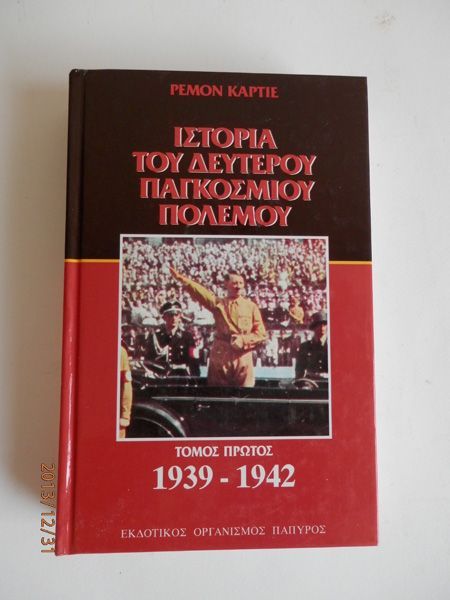 ΡΕΜΟΝ ΚΑΡΤΙΕ
ΙΣΤΟΡΙΑ
ΤΟΥ ΔΕΥΤΕΡΟΥ
ΠΑΓΚΟΣΜΙΟΥ
ΠΟΛΕΜΟΥ
ΤΟΜΟΣ ΠΡΩΤΟΣ
1939 - 1942
ΕΚΔΟΤΙΚΟΣ ΟΡΓΑΝΙΣΜΟΣ ΠΑΠΥΡΟΣ
2013/12/31